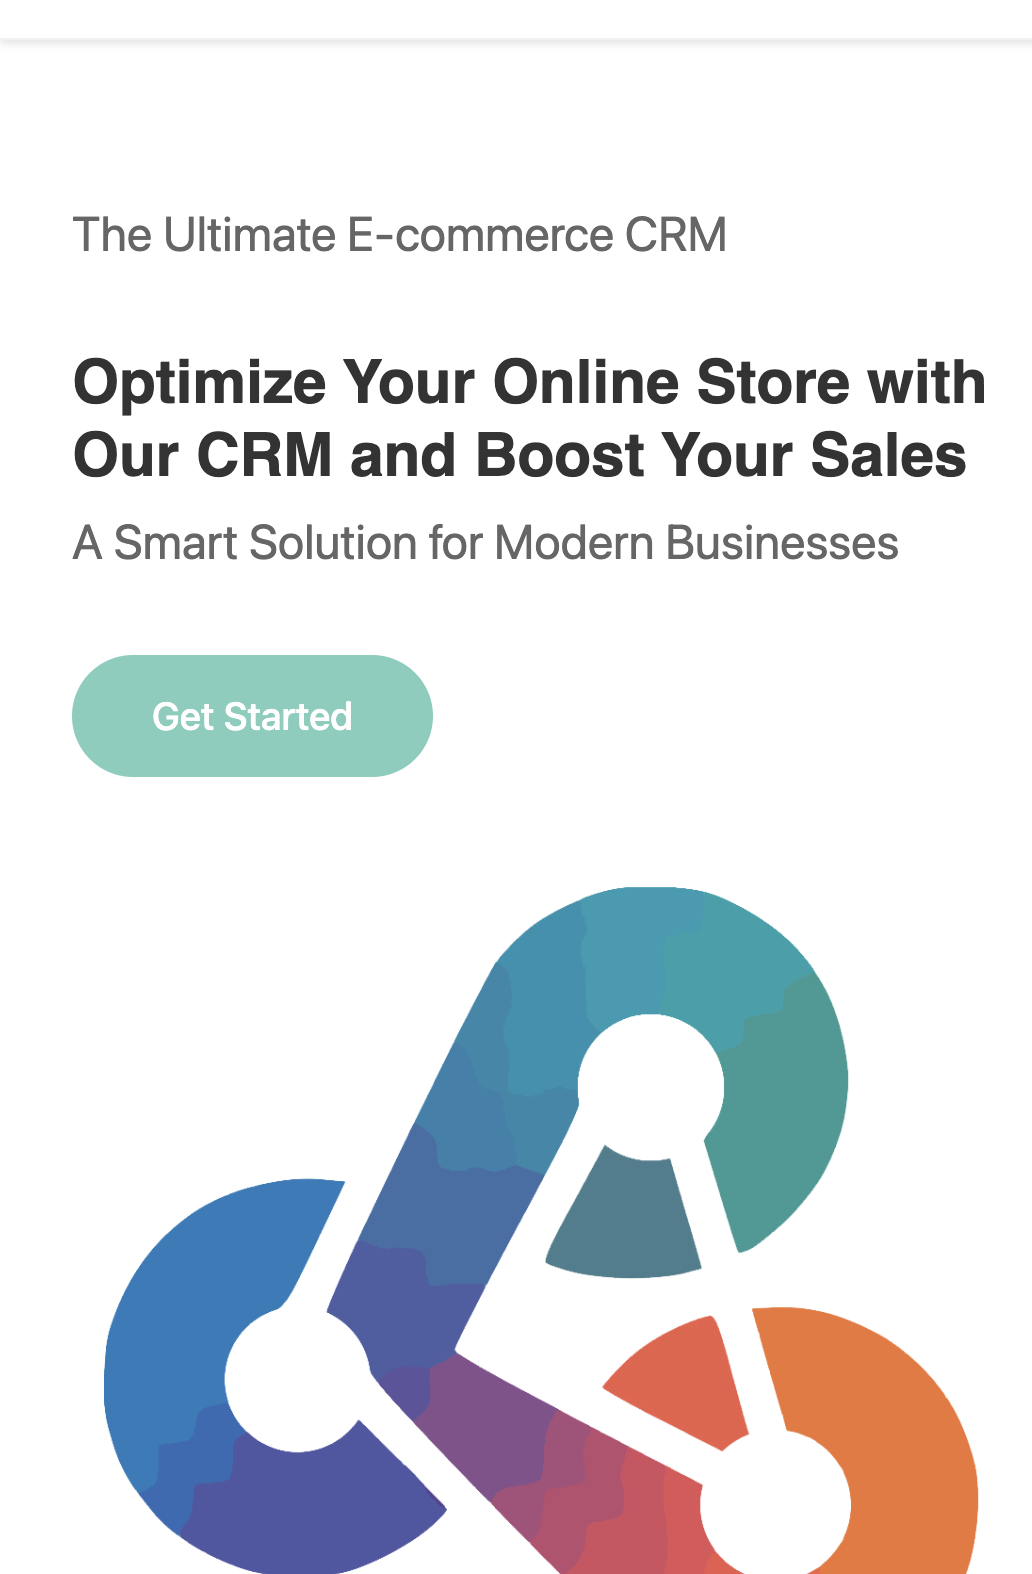 The Ultimate E-commerce CRM
Optimize Your Online Store with
Our CRM and Boost Your Sales
A Smart Solution for Modern Businesses
Get Started